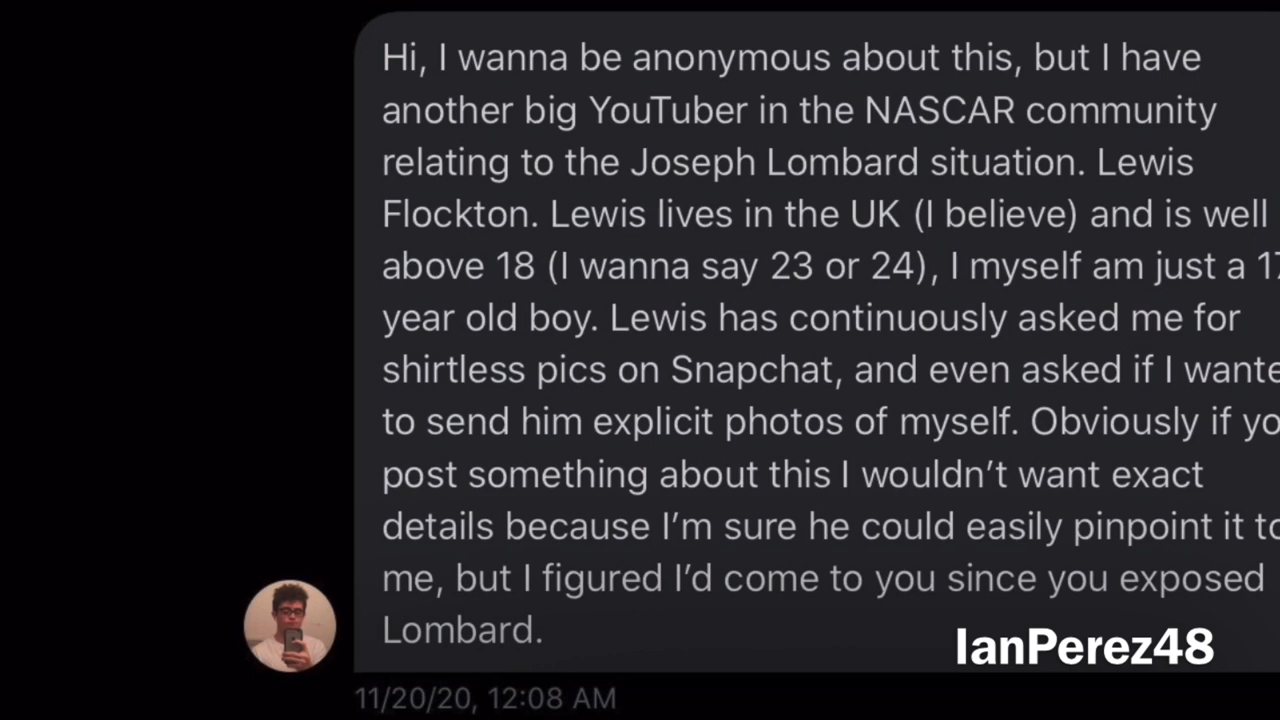 Hi, I wanna be anonymous about this, but I have
another big YouTuber in the NASCAR community
relating to the Joseph Lombard situation. Lewis
Flockton. Lewis lives in the UK (I believe) and is well
above 18 (I wanna say 23 or 24), I myself am just a 17
year old boy. Lewis has continuously asked me for
shirtless pics on Snapchat, and even asked if I wante
to send him explicit photos of myself. Obviously if yo
post something about this I wouldn't want exact
details because I'm sure he could easily pinpoint it to
me, but I figured I'd come to you since you exposed
Lombard.
IanPerez48
11/20/20, 12:08 AM